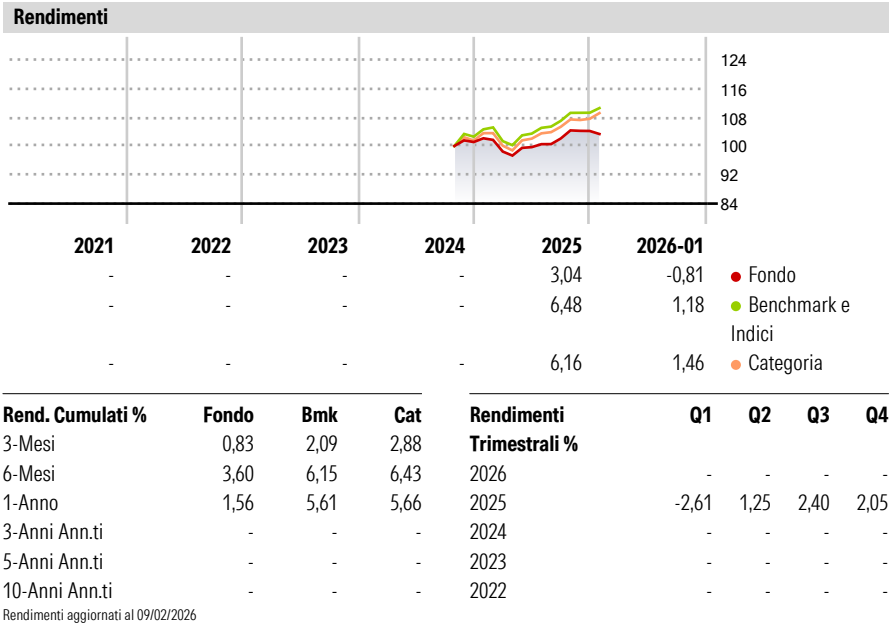 Rendimenti
124
116
108
100
92
84
2021 2022 2023 2024 2025 2026-01
- - - - 3,04 -0,81 Fondo
- - - - 6,48 1,18 Benchmark e
Indici
- - - - 6,16 1,46 Categoria
Rend. Cumulati % Fondo Bmk Cat
3-Mesi 0,83 2,09 2,88
6-Mesi 3,60 6,15 6,43
1-Anno 1,56 5,61 5,66
3-Anni Ann.ti - - -
5-Anni Ann.ti - - -
10-Anni Ann.ti - - -
Rendimenti Q1 Q2 Q3 Q4
Trimestrali %
2026 - - - -
2025 -2,61 1,25 2,40 2,05
2024 - - - -
2023 - - - -
2022 - - - -
Rendimenti aggiornati al 09/02/2026